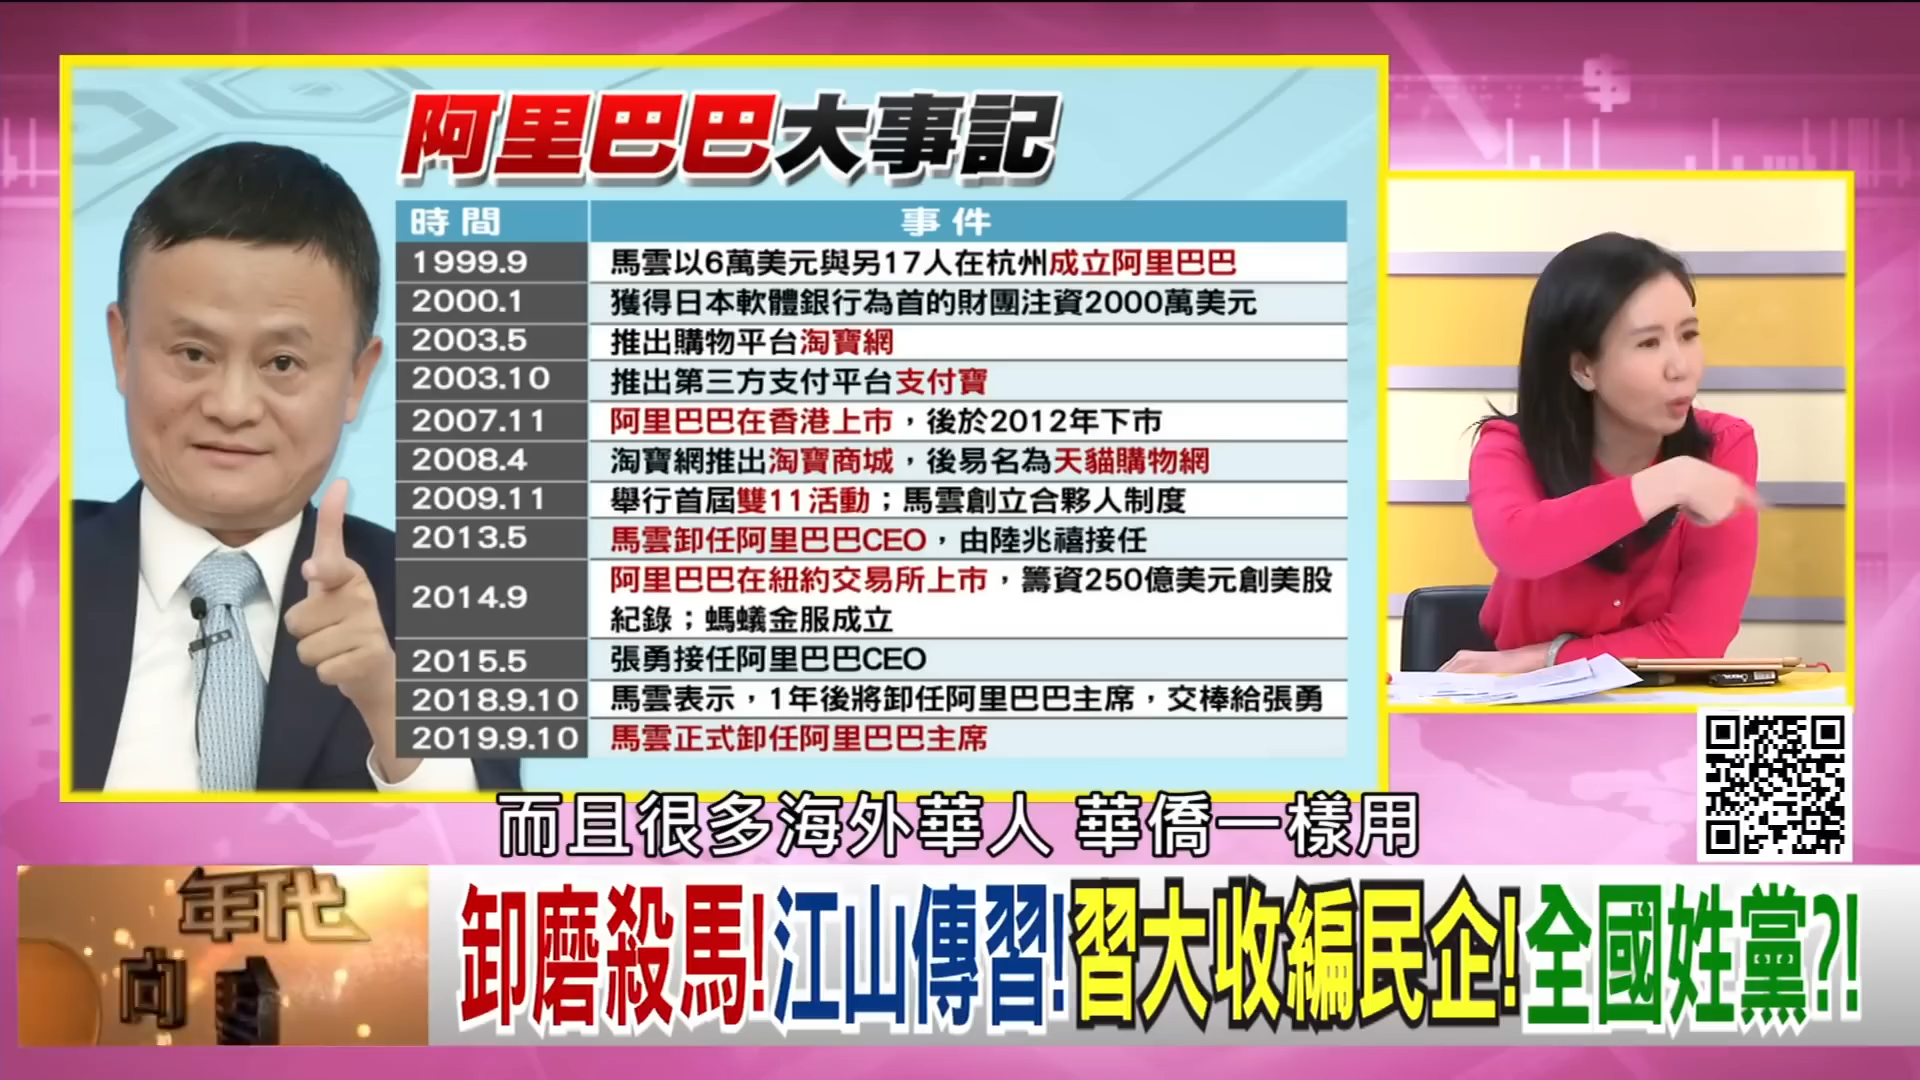 阿里巴巴大事記
時間 事件
1999.9 馬雲以6萬美元與另17人在杭州成立阿里巴巴
2000.1 獲得日本軟體銀行為首的財團注資2000萬美元
2003.5 推出購物平台淘寶網
2003.10 推出第三方支付平台支付寶
2007.11 阿里巴巴在香港上市，後於2012年下市
2008.4 淘寶網推出淘寶商城，後易名為天貓購物網
2009.11 舉行首屆雙11活動；馬雲創立合夥人制度
2013.5 馬雲卸任阿里巴巴CEO，由陸兆禧接任
2014.9 阿里巴巴在紐約交易所上市，籌資250億美元創美股
紀錄；螞蟻金服成立
2015.5 張勇接任阿里巴巴CEO
2018.9.10 馬雲表示，1年後將卸任阿里巴巴主席，交棒給張勇
2019.9.10 馬雲正式卸任阿里巴巴主席
而且很多海外華人 華僑一樣用
年代
向
卸磨殺馬!江山傳習!習大收編民企!全國姓黨?!